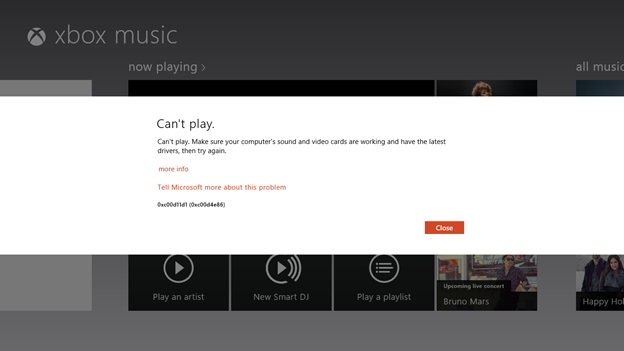 xbox music
now playing ›
all music
Can't play.
Can't play. Make sure your computer's sound and video cards are working and have the latest
drivers, then try again.
more info
Tell Microsoft more about this problem
0xc00d11d1 (0xc00d4e86)
Close
Play an artist
New Smart DJ
Play a playlist
Upcoming live concert
Bruno Mars
Happy Hol